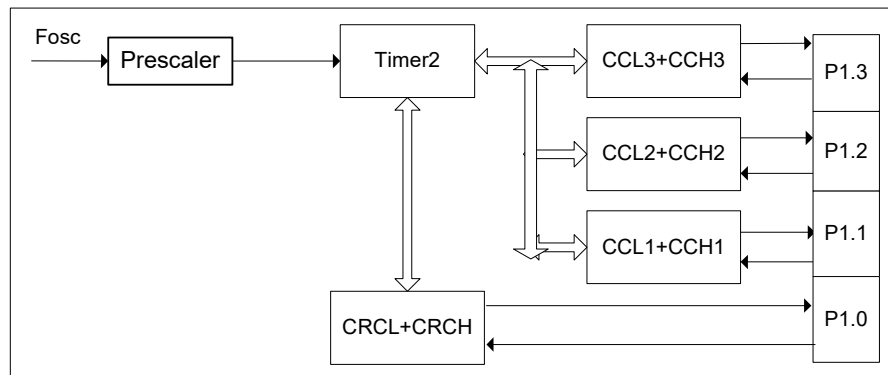 Fosc
Prescaler
Timer2
CCL3+CCH3
P1.3
CCL2+CCH2
P1.2
CCL1+CCH1
P1.1
CRCL+CRCH
P1.0